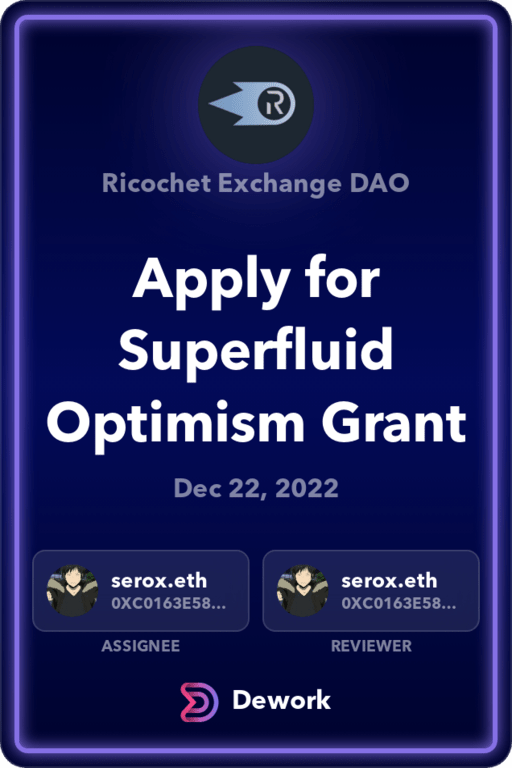 R
Ricochet Exchange DAO
Apply for
Superfluid
Optimism Grant
Dec 22, 2022
serox.eth
0XC0163E58...
ASSIGNEE
serox.eth
0XC0163E58...
REVIEWER
Dework